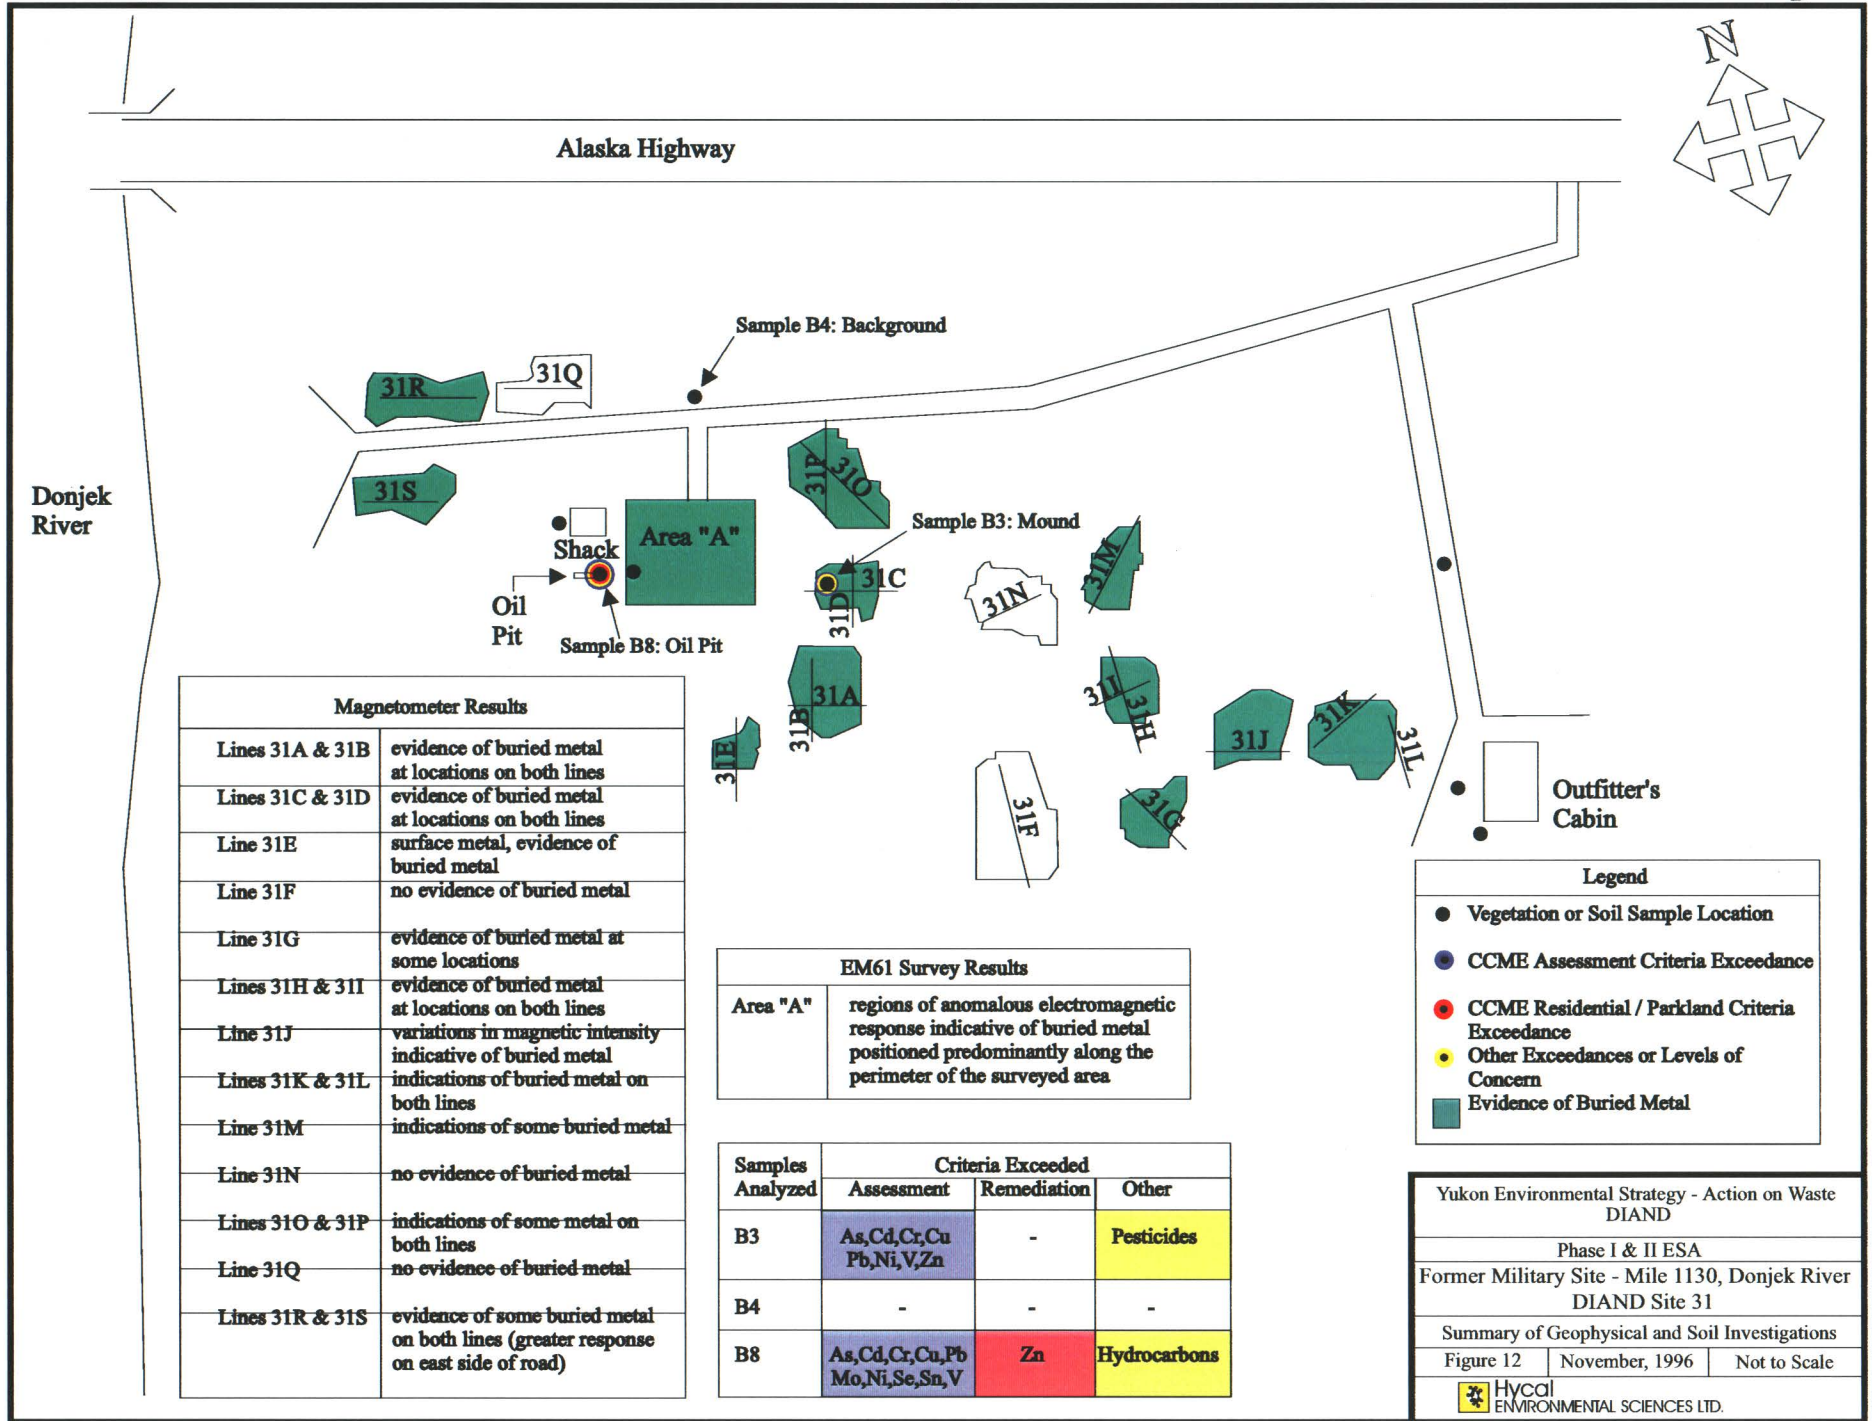 N
Alaska Highway
Sample B4: Background
31R
31Q
31S
31P
31O
Donjek
River
Area "A"
Shack
Sample B3: Mound
31C
31D
31M
31N
Oil
Pit
Sample B8: Oil Pit
31A
31B
31E
31I
31H
31J
31K
31L
31F
31G
Outfitter's
Cabin
Magnetometer Results
Lines 31A & 31B evidence of buried metal
at locations on both lines
Lines 31C & 31D evidence of buried metal
at locations on both lines
Line 31E surface metal, evidence of
buried metal
Line 31F no evidence of buried metal
Line 31G evidence of buried metal at
some locations
Lines 31H & 31I evidence of buried metal
at locations on both lines
Line 31J variations in magnetic intensity
indicative of buried metal
Lines 31K & 31L indications of buried metal on
both lines
Line 31M indications of some buried metal
Line 31N no evidence of buried metal
Lines 31O & 31P indications of some metal on
both lines
Line 31Q no evidence of buried metal
Lines 31R & 31S evidence of some buried metal
on both lines (greater response
on east side of road)
EM61 Survey Results
Area "A" regions of anomalous electromagnetic
response indicative of buried metal
positioned predominantly along the
perimeter of the surveyed area
Samples Criteria Exceeded
Analyzed Assessment Remediation Other
B3 As,Cd,Cr,Cu - Pesticides
Pb,Ni,V,Zn
B4 - - -
B8 As,Cd,Cr,Cu,Pb Zn Hydrocarbons
Mo,Ni,Se,Sn,V
Legend
Vegetation or Soil Sample Location
CCME Assessment Criteria Exceedance
CCME Residential / Parkland Criteria
Exceedance
Other Exceedances or Levels of
Concern
Evidence of Buried Metal
Yukon Environmental Strategy - Action on Waste
DIAND
Phase I & II ESA
Former Military Site - Mile 1130, Donjek River
DIAND Site 31
Summary of Geophysical and Soil Investigations
Figure 12 November, 1996 Not to Scale
Hycal
ENVIRONMENTAL SCIENCES LTD.